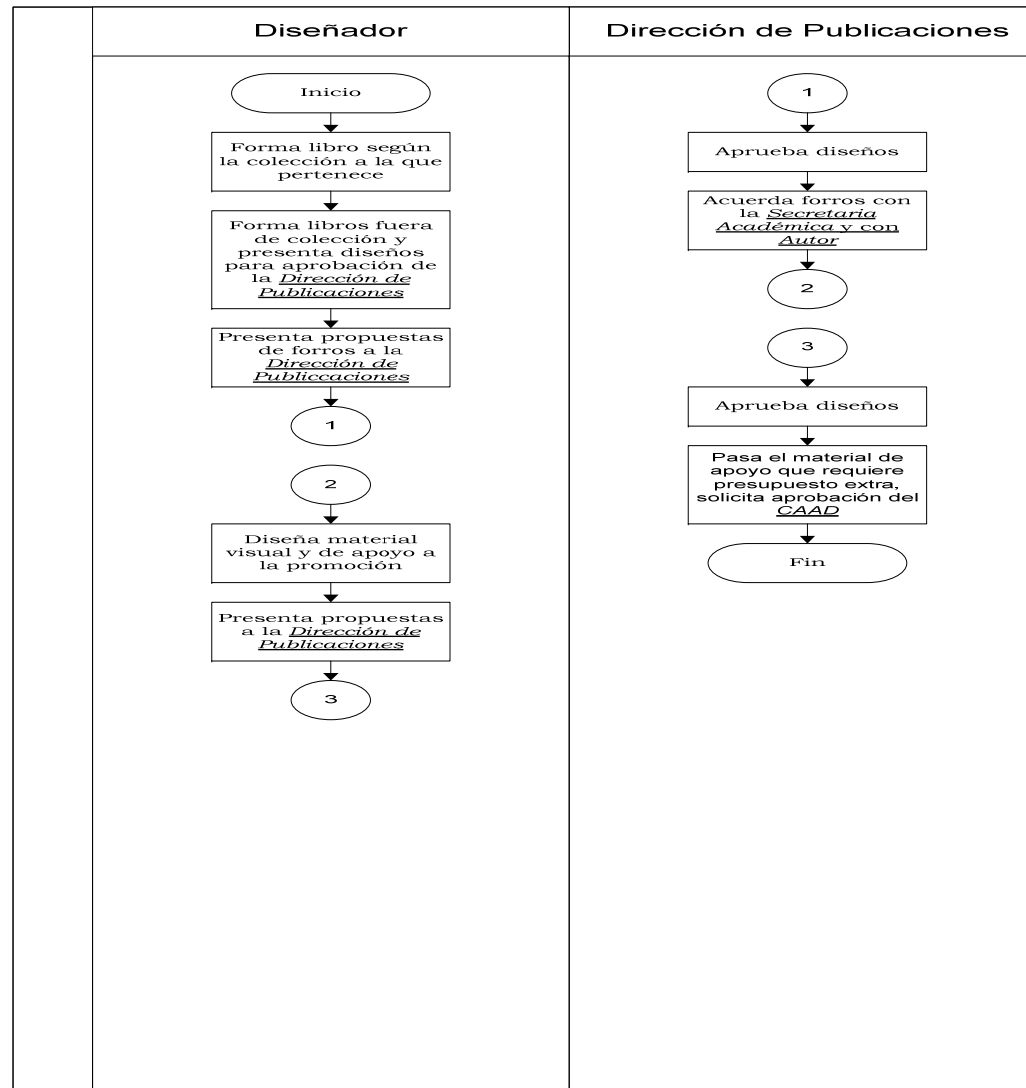 Diseñador
Inicio
Forma libro según
la colección a la que
pertenece
Forma libros fuera
de colección y
presenta diseños
para aprobación de
la Dirección de
Publicaciones
Presenta propuestas
de forros a la
Dirección de
Publiccaciones
1
2
Diseña material
visual y de apoyo a
la promoción
Presenta propuestas
a la Dirección de
Publicaciones
3
Dirección de Publicaciones
1
Aprueba diseños
Acuerda forros con
la Secretaria
Académica y con
Autor
2
3
Aprueba diseños
Pasa el material de
apoyo que requiere
presupuesto extra,
solicita aprobación del
CAAD
Fin